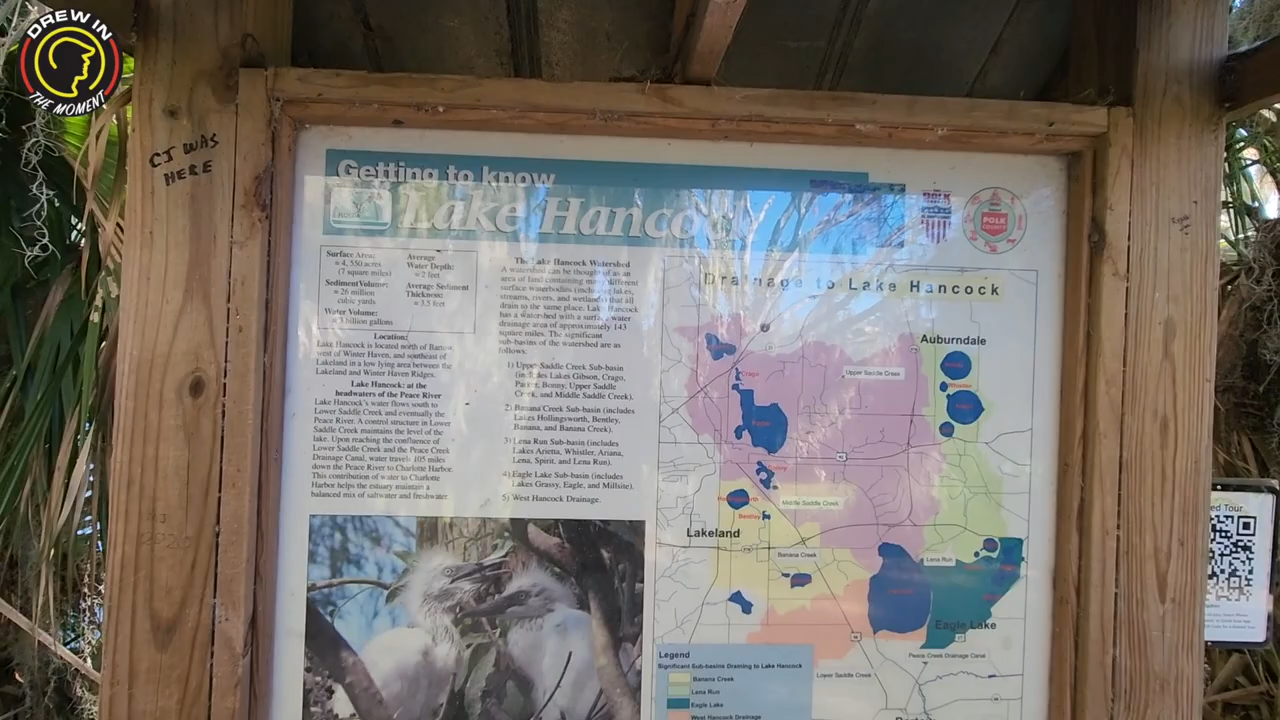 DREW IN
THE MOMENT
CJ WAS
HERE
Getting to know
Lake Hancock
POLK
COUNTY
Surface Area:
≈ 4,550 acres
(7 square miles)
Sediment Volume:
≈ 26 million
cubic yards
Water Volume:
billion gallons
Average
Water Depth:
≈ 2 feet
Average Sediment
Thickness:
≈ 3.5 feet
Location:
Lake Hancock is located north of Bartow,
west of Winter Haven, and southeast of
Lakeland in a low lying area between the
Lakeland and Winter Haven Ridges.
Lake Hancock: at the
headwaters of the Peace River
Lake Hancock's water flows south to
Lower Saddle Creek and eventually the
Peace River. A control structure in Lower
Saddle Creek maintains the level of the
lake. Upon reaching the confluence of
Lower Saddle Creek and the Peace Creek
Drainage Canal, water travels 105 miles
down the Peace River to Charlotte Harbor.
This contribution of water to Charlotte
Harbor helps the estuary maintain a
balanced mix of saltwater and freshwater.
The Lake Hancock Watershed
A watershed can be thought of as an
area of land containing many different
surface waterbodies (including lakes,
streams, rivers, and wetlands) that all
drain to the same place. Lake Hancock
has a watershed with a surface water
drainage area of approximately 143
square miles. The significant
sub-basins of the watershed are as
follows:
1) Upper Saddle Creek Sub-basin
(includes Lakes Gibson, Crago,
Parker, Bonny, Upper Saddle
Creek, and Middle Saddle Creek).
2) Banana Creek Sub-basin (includes
Lakes Hollingsworth, Bentley,
Banana, and Banana Creek).
3) Lena Run Sub-basin (includes
Lakes Arietta, Whistler, Ariana,
Lena, Spirit, and Lena Run).
4) Eagle Lake Sub-basin (includes
Lakes Grassy, Eagle, and Millsite).
5) West Hancock Drainage.
Drainage to Lake Hancock
Auburndale
Crago
Upper Saddle Creek
Whistler
Parker
Bonny
Hollingsworth
Middle Saddle Creek
Bentley
Lakeland
Banana Creek
Lena Run
Eagle Lake
Peace Creek Drainage Canal
Lower Saddle Creek
Legend
Significant Sub-basins Draining to Lake Hancock
Banana Creek
Lena Run
Eagle Lake
West Hancock Drainage
ed Tour